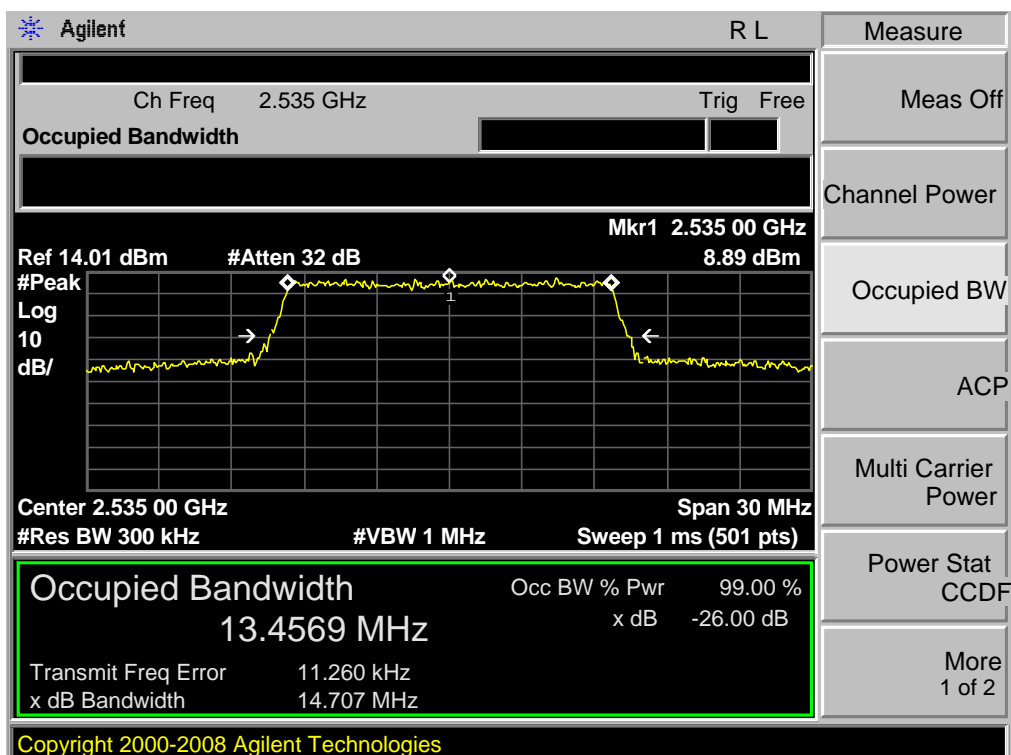 Agilent R L Measure
Ch Freq 2.535 GHz Trig Free
Meas Off
Occupied Bandwidth
Channel Power
Mkr1 2.535 00 GHz
Ref 14.01 dBm #Atten 32 dB 8.89 dBm
#Peak
Log
10
dB/
1
Occupied BW
ACP
Multi Carrier
Power
Center 2.535 00 GHz Span 30 MHz
#Res BW 300 kHz #VBW 1 MHz Sweep 1 ms (501 pts)
Power Stat
CCDF
Occupied Bandwidth Occ BW % Pwr 99.00 %
13.4569 MHz x dB -26.00 dB
Transmit Freq Error 11.260 kHz
x dB Bandwidth 14.707 MHz
More
1 of 2
Copyright 2000-2008 Agilent Technologies